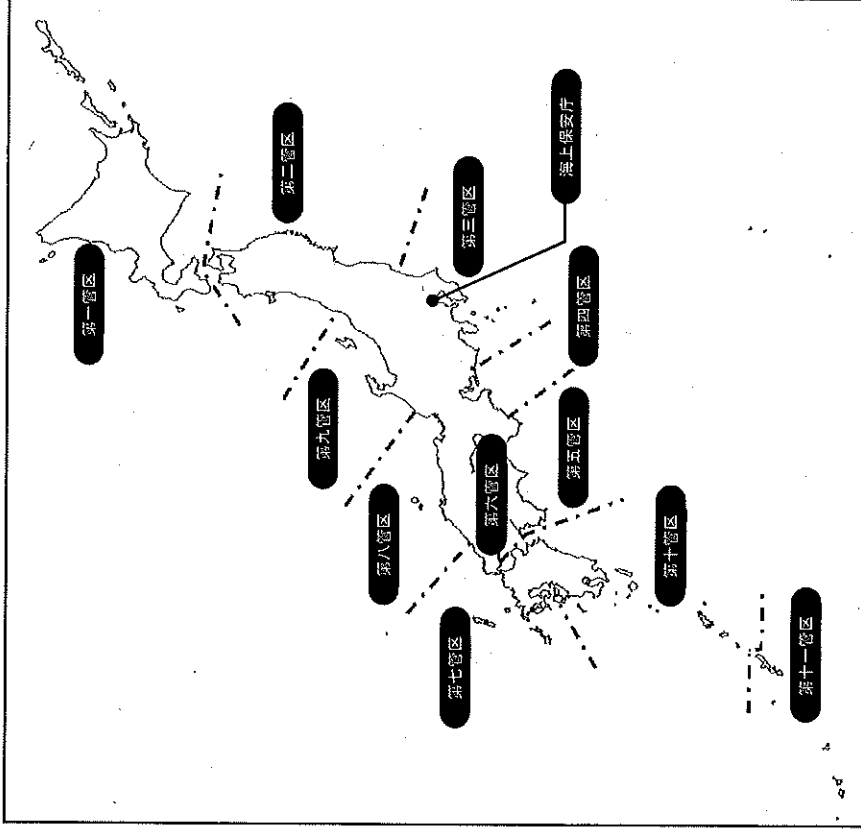 第一管区
第二管区
海上保安庁
第三管区
第九管区
第四管区
第八管区
第六管区
第五管区
第七管区
第十管区
第十一管区